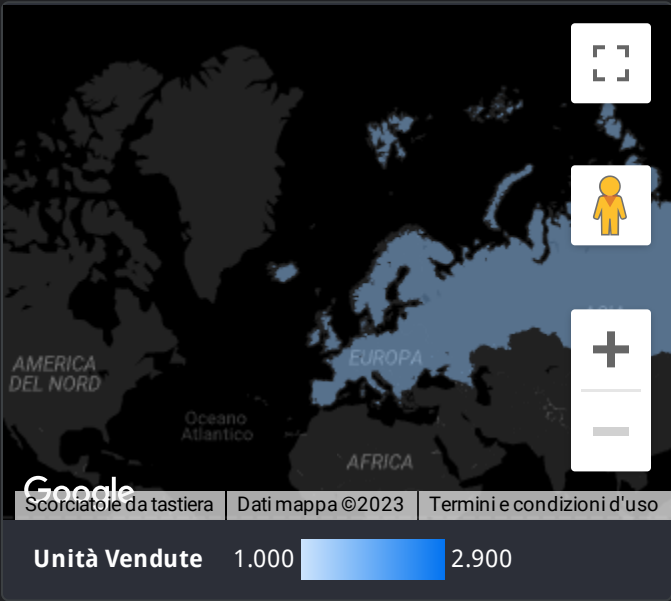 AMERICA
DEL NORD
EUROPA
ASIA
Oceano
Atlantico
AFRICA
Google
Scorciatoie da tastiera
Dati mappa ©2023
Termini e condizioni d'uso
Unità Vendute 1.000 2.900